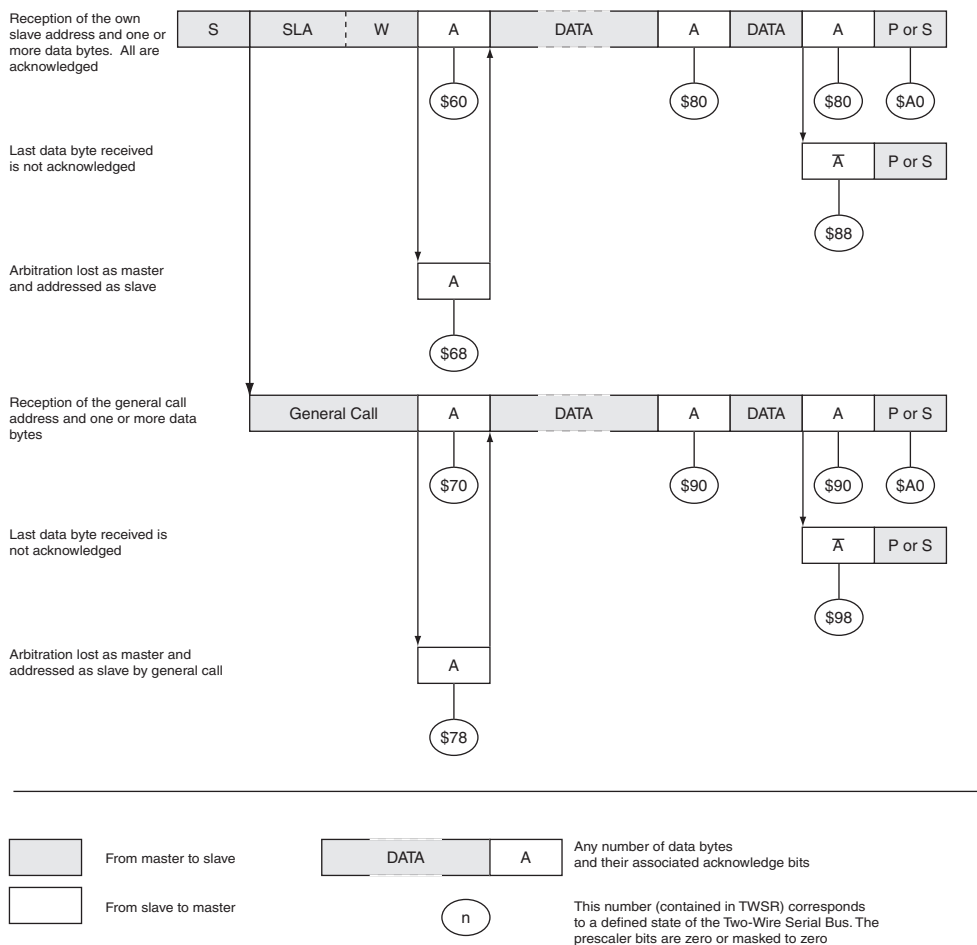 Reception of the own
slave address and one or
more data bytes. All are
acknowledged
S SLA W A DATA A DATA A P or S
$60 $80 $80 $A0
Last data byte received
is not acknowledged
A̅ P or S
$88
Arbitration lost as master
and addressed as slave
A
$68
Reception of the general call
address and one or more data
bytes
General Call A DATA A DATA A P or S
$70 $90 $90 $A0
Last data byte received is
not acknowledged
A̅ P or S
$98
Arbitration lost as master and
addressed as slave by general call
A
$78
From master to slave
DATA A
Any number of data bytes
and their associated acknowledge bits
From slave to master
n
This number (contained in TWSR) corresponds
to a defined state of the Two-Wire Serial Bus. The
prescaler bits are zero or masked to zero